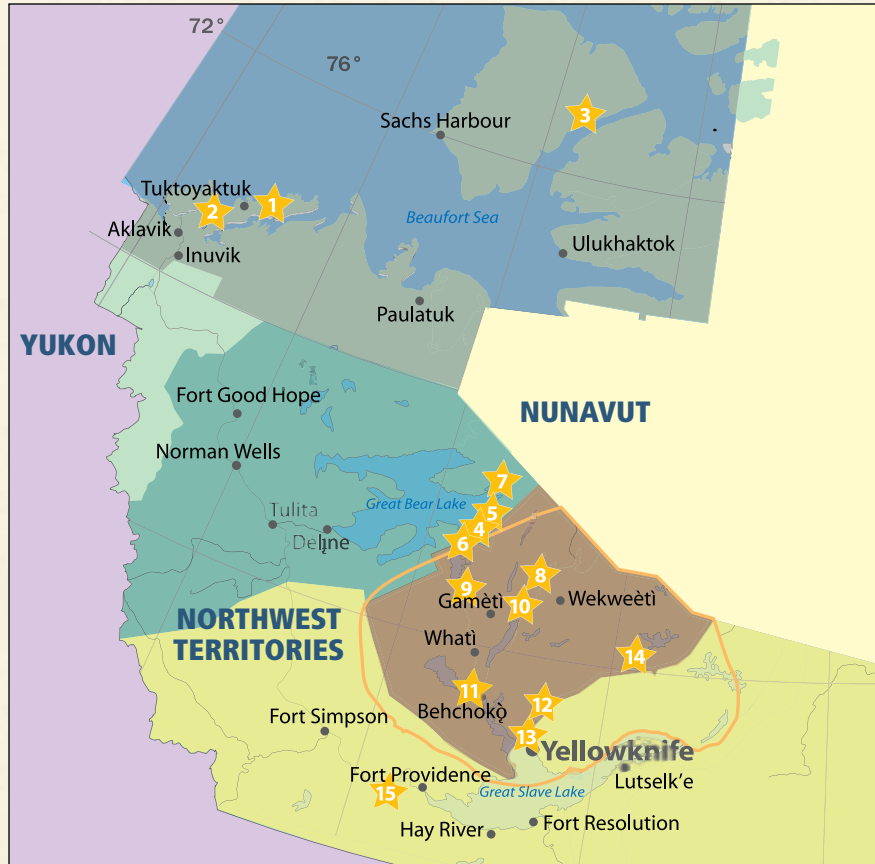 72°
76°
3
Sachs Harbour
Tuktoyaktuk
1
2
Beaufort Sea
Aklavik
Ulukhaktok
Inuvik
Paulatuk
YUKON
Fort Good Hope
NUNAVUT
Norman Wells
7
Great Bear Lake
5
Tulita
4
Delı̨ne
6
8
9
Gamètì
10
Wekweètì
NORTHWEST
TERRITORIES
Whatì
14
11
12
Behchokǫ̀
Fort Simpson
13
Yellowknife
Fort Providence
Lutselk'e
15
Great Slave Lake
Hay River
Fort Resolution